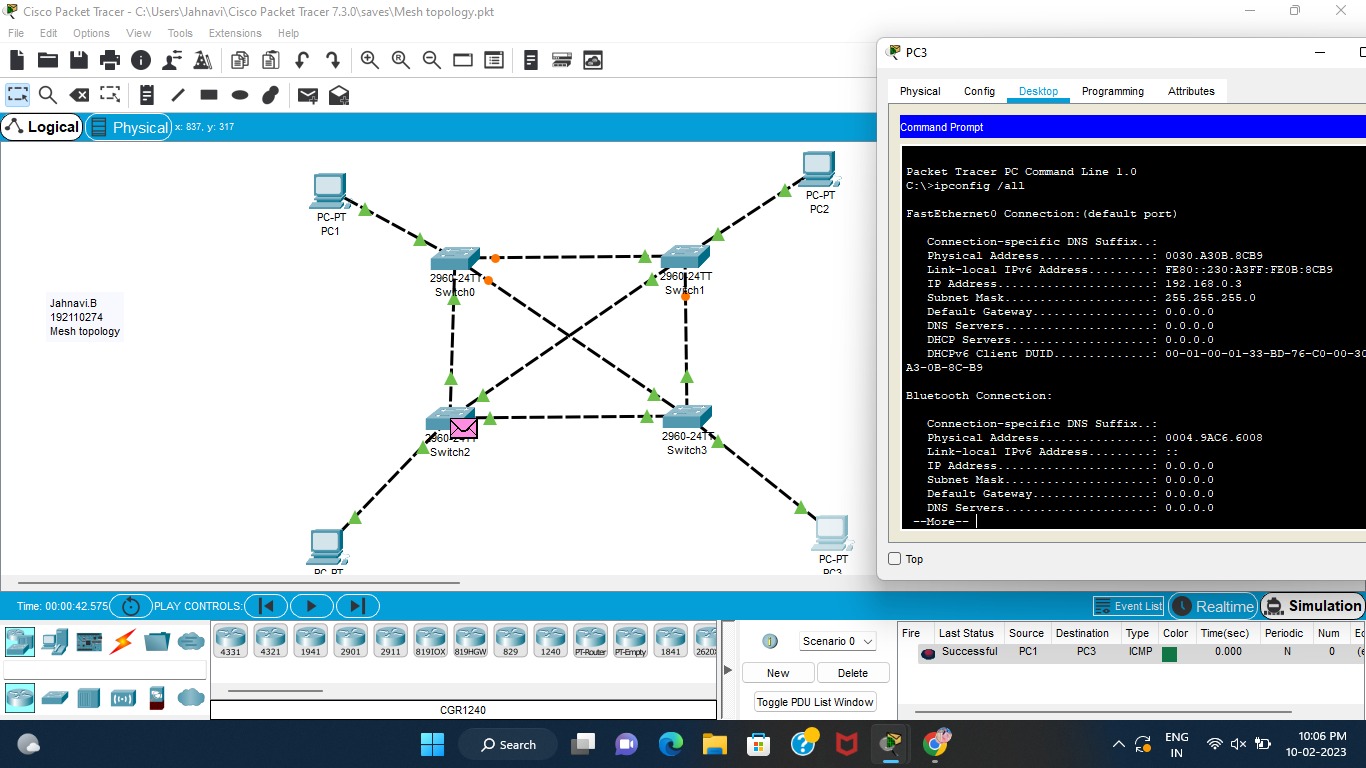 Cisco Packet Tracer - C:\Users\Jahnavi\Cisco Packet Tracer 7.3.0\saves\Mesh topology.pkt
File Edit Options View Tools Extensions Help
Logical Physical x: 837, y: 317
PC-PT
PC1
PC-PT
PC2
2960-24TT
Switch0
2960-24TT
Switch1
Jahnavi.B
192110274
Mesh topology
2960-24TT
Switch2
2960-24TT
Switch3
PC-PT
PC-PT
PC3
PC3
Physical Config Desktop Programming Attributes
Command Prompt
Packet Tracer PC Command Line 1.0
C:\>ipconfig /all
FastEthernet0 Connection:(default port)
Connection-specific DNS Suffix..:
Physical Address................: 0030.A30B.8CB9
Link-local IPv6 Address.........: FE80::230:A3FF:FE0B:8CB9
IP Address......................: 192.168.0.3
Subnet Mask.....................: 255.255.255.0
Default Gateway.................: 0.0.0.0
DNS Servers.....................: 0.0.0.0
DHCP Servers....................: 0.0.0.0
DHCPv6 Client DUID..............: 00-01-00-01-33-BD-76-C0-00-30
A3-0B-8C-B9
Bluetooth Connection:
Connection-specific DNS Suffix..:
Physical Address................: 0004.9AC6.6008
Link-local IPv6 Address.........: ::
IP Address......................: 0.0.0.0
Subnet Mask.....................: 0.0.0.0
Default Gateway.................: 0.0.0.0
DNS Servers.....................: 0.0.0.0
--More--
Top
Time: 00:00:42.575 PLAY CONTROLS: Event List Realtime Simulation
4331 4321 1941 2901 2911 819IOX 819HGW 829 1240 PT-Router PT-Empty 1841 2620X
CGR1240
Scenario 0
New Delete
Toggle PDU List Window
Fire Last Status Source Destination Type Color Time(sec) Periodic Num Ed
Successful PC1 PC3 ICMP 0.000 N 0 (e
Search
ENG
IN
10:06 PM
10-02-2023